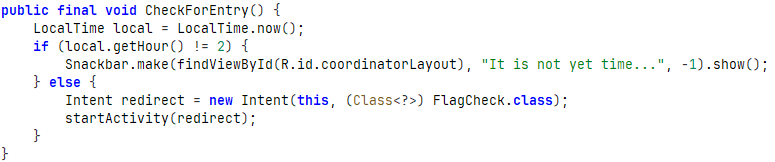 public final void CheckForEntry() {
    LocalTime local = LocalTime.now();
    if (local.getHour() != 2) {
        Snackbar.make(findViewById(R.id.coordinatorLayout), "It is not yet time...", -1).show();
    } else {
        Intent redirect = new Intent(this, (Class<?>) FlagCheck.class);
        startActivity(redirect);
    }
}